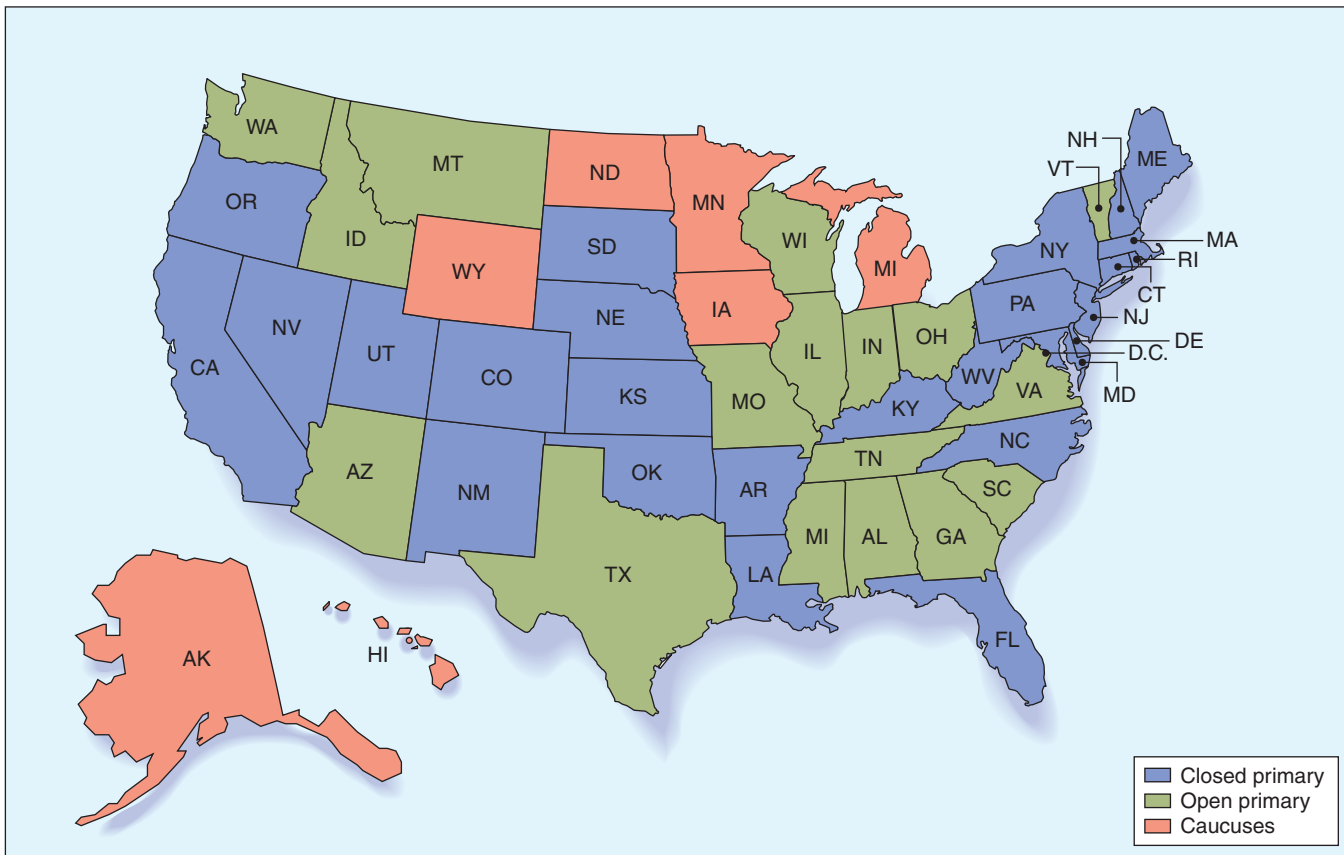 WA
MT
ND
MN
OR
ID
WY
SD
WI
MI
NH
VT
ME
NY
MA
RI
CT
NJ
PA
DE
D.C.
MD
IA
NE
NV
UT
CA
CO
KS
MO
IL
IN
OH
WV
VA
KY
NC
TN
SC
AZ
NM
OK
AR
MI
AL
GA
TX
LA
FL
AK
HI
Closed primary
Open primary
Caucuses